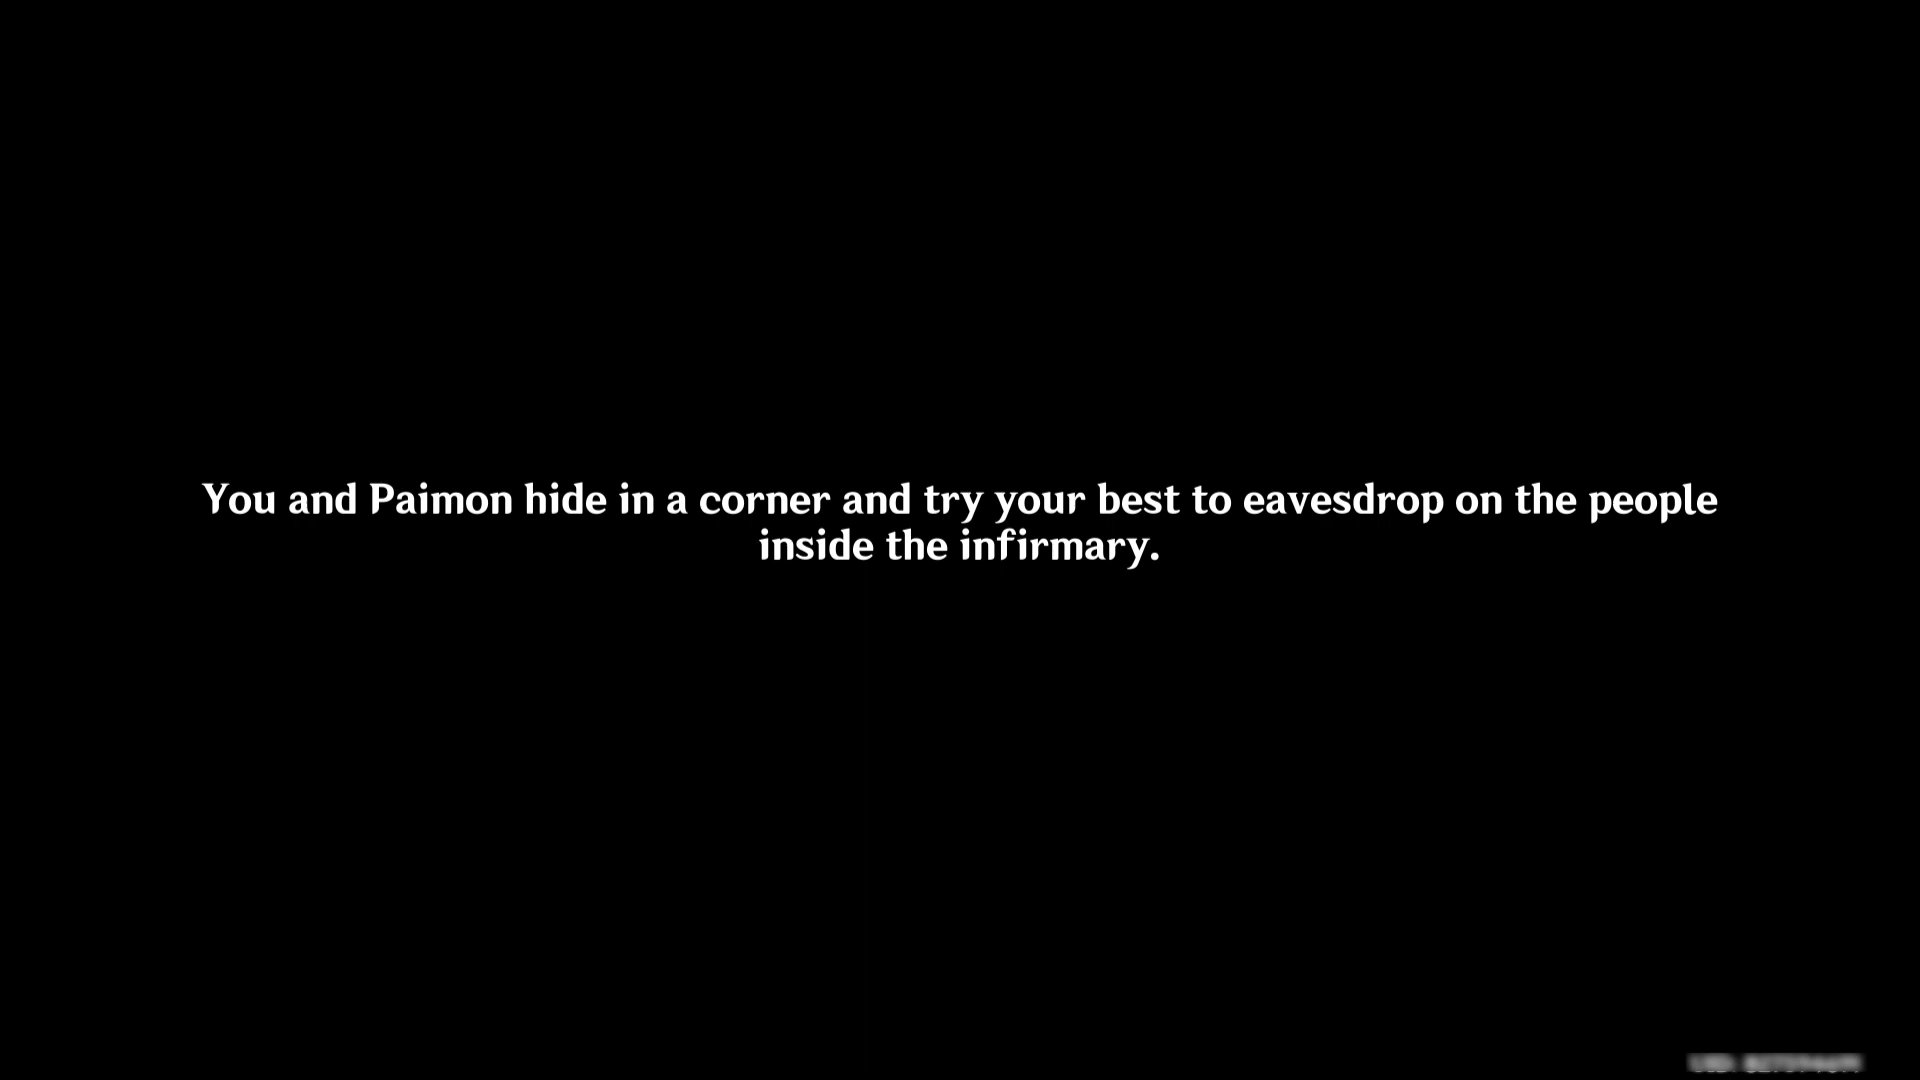 You and Paimon hide in a corner and try your best to eavesdrop on the people
inside the infirmary.